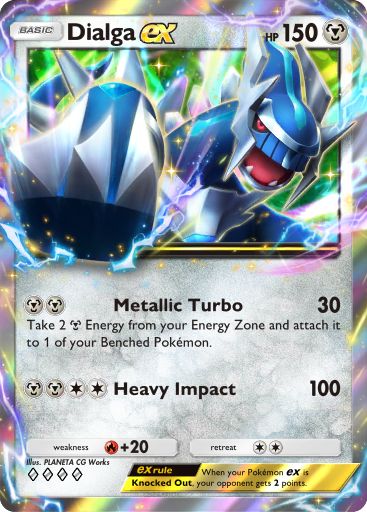 BASIC Dialga ex HP 150
Metallic Turbo 30
Take 2 Energy from your Energy Zone and attach it
to 1 of your Benched Pokémon.
Heavy Impact 100
weakness +20 retreat
Illus. PLANETA CG Works
ex rule When your Pokémon ex is
Knocked Out, your opponent gets 2 points.